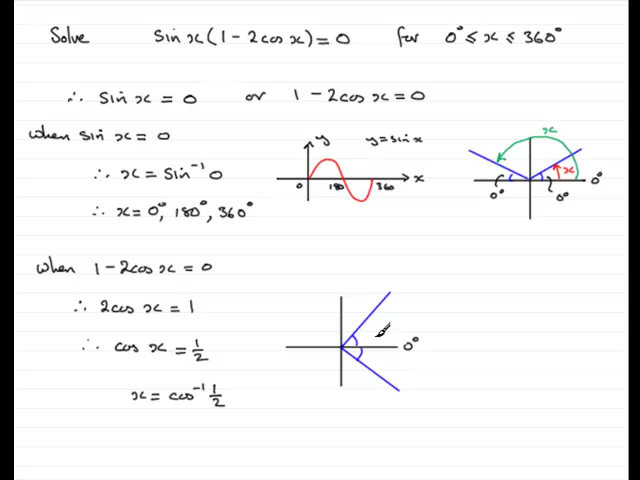 Solve sin x (1 - 2cos x) = 0 for 0° ≤ x ≤ 360°
∴ sin x = 0 or 1 - 2cos x = 0
when sin x = 0
∴ x = sin⁻¹ 0
∴ x = 0°, 180°, 360°
y y = sin x
0 180 360 x
x
x 0°
0° 0°
when 1 - 2cos x = 0
∴ 2cos x = 1
∴ cos x = 1/2
x = cos⁻¹ 1/2
0°